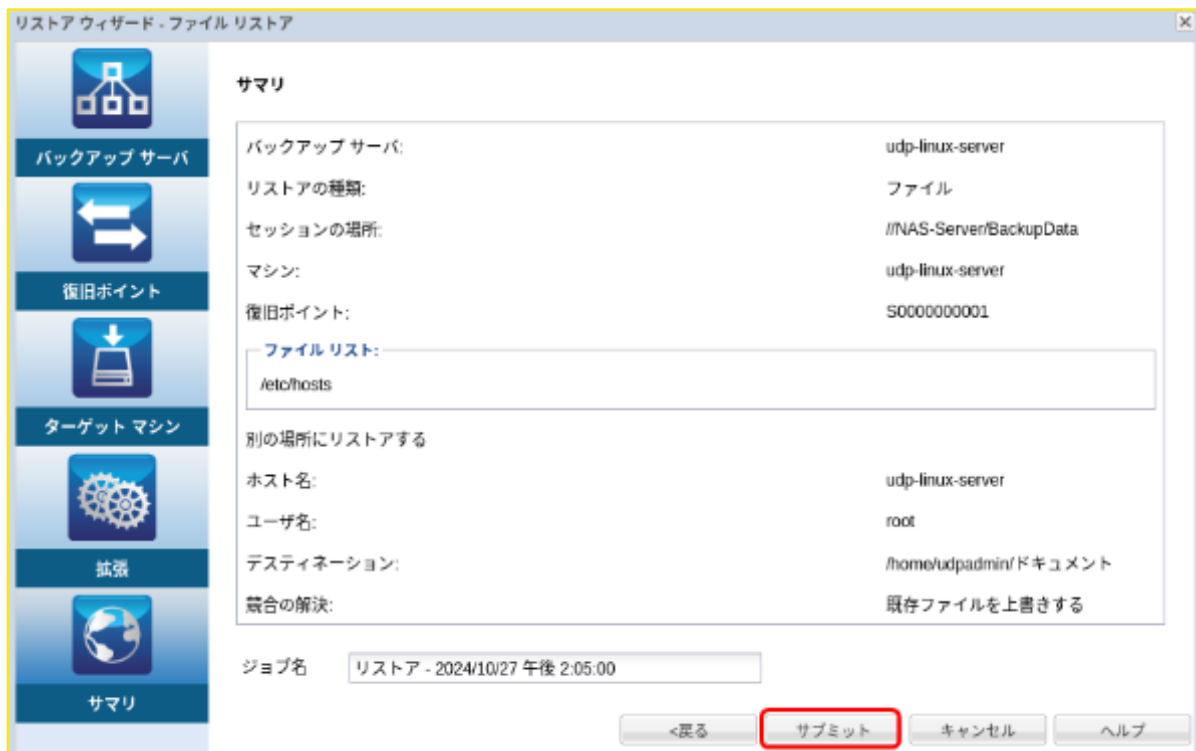 リストア ウィザード - ファイル リストア
バックアップ サーバ
復旧ポイント
ターゲット マシン
拡張
サマリ
サマリ
バックアップ サーバ: udp-linux-server
リストアの種類: ファイル
セッションの場所: //NAS-Server/BackupData
マシン: udp-linux-server
復旧ポイント: S0000000001
ファイル リスト:
/etc/hosts
別の場所にリストアする
ホスト名: udp-linux-server
ユーザ名: root
デスティネーション: /home/udpadmin/ドキュメント
競合の解決: 既存ファイルを上書きする
ジョブ名 リストア - 2024/10/27 午後 2:05:00
<戻る サブミット キャンセル ヘルプ